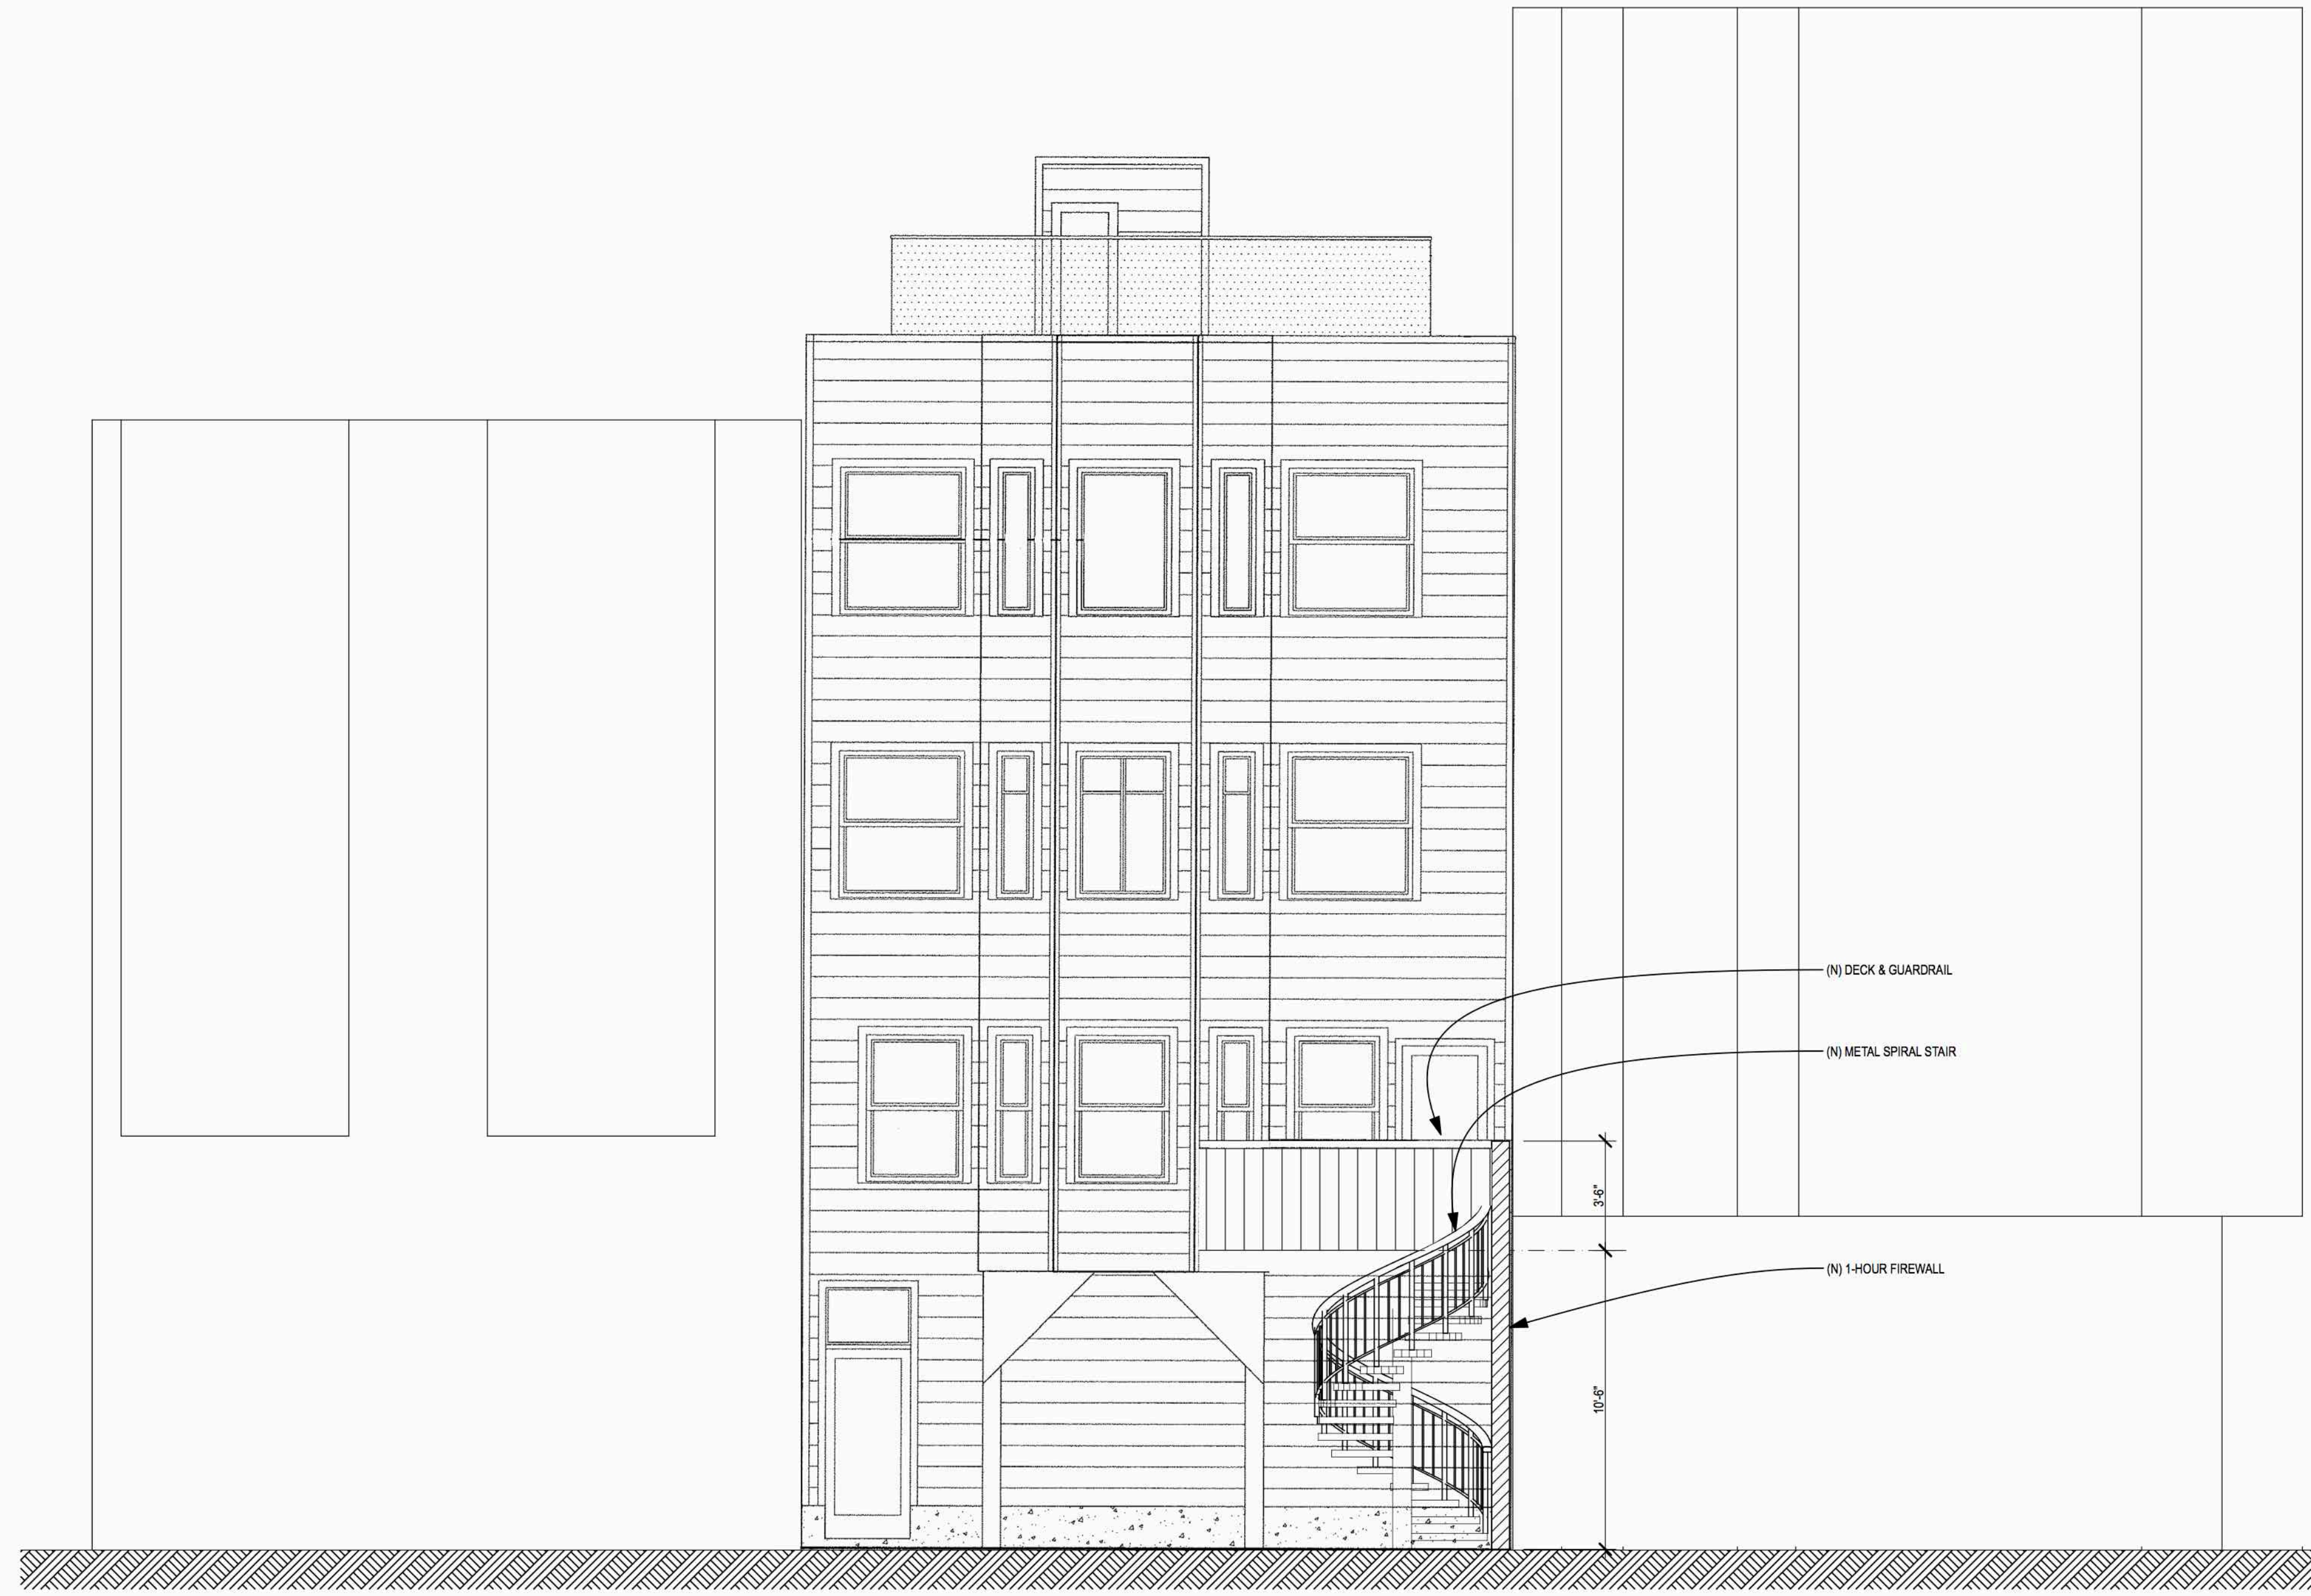 (N) DECK & GUARDRAIL
(N) METAL SPIRAL STAIR
3'-6"
(N) 1-HOUR FIREWALL
10'-6"